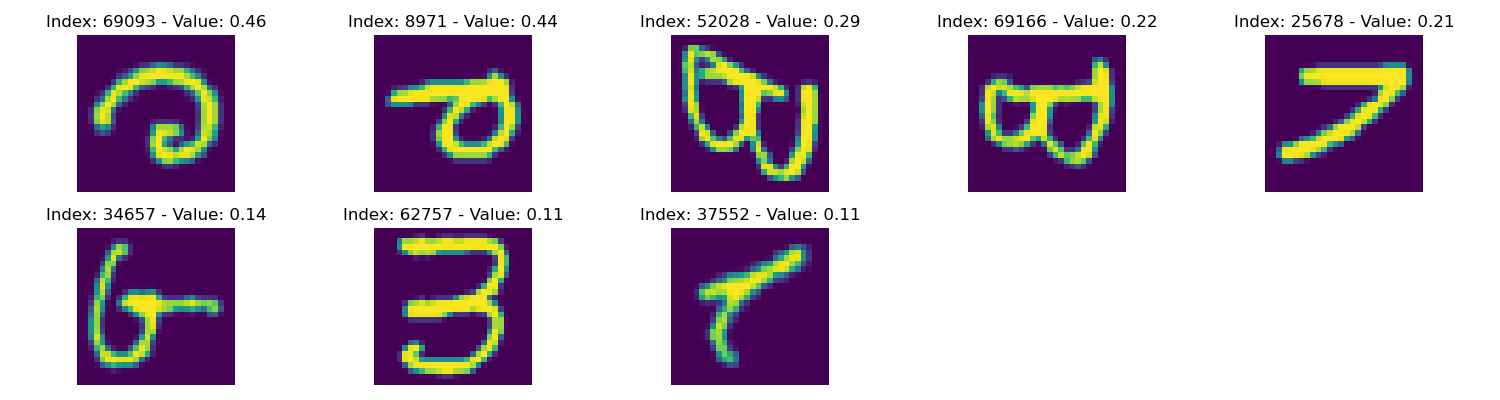 Index: 69093 - Value: 0.46 Index: 8971 - Value: 0.44 Index: 52028 - Value: 0.29 Index: 69166 - Value: 0.22 Index: 25678 - Value: 0.21
Index: 34657 - Value: 0.14 Index: 62757 - Value: 0.11 Index: 37552 - Value: 0.11